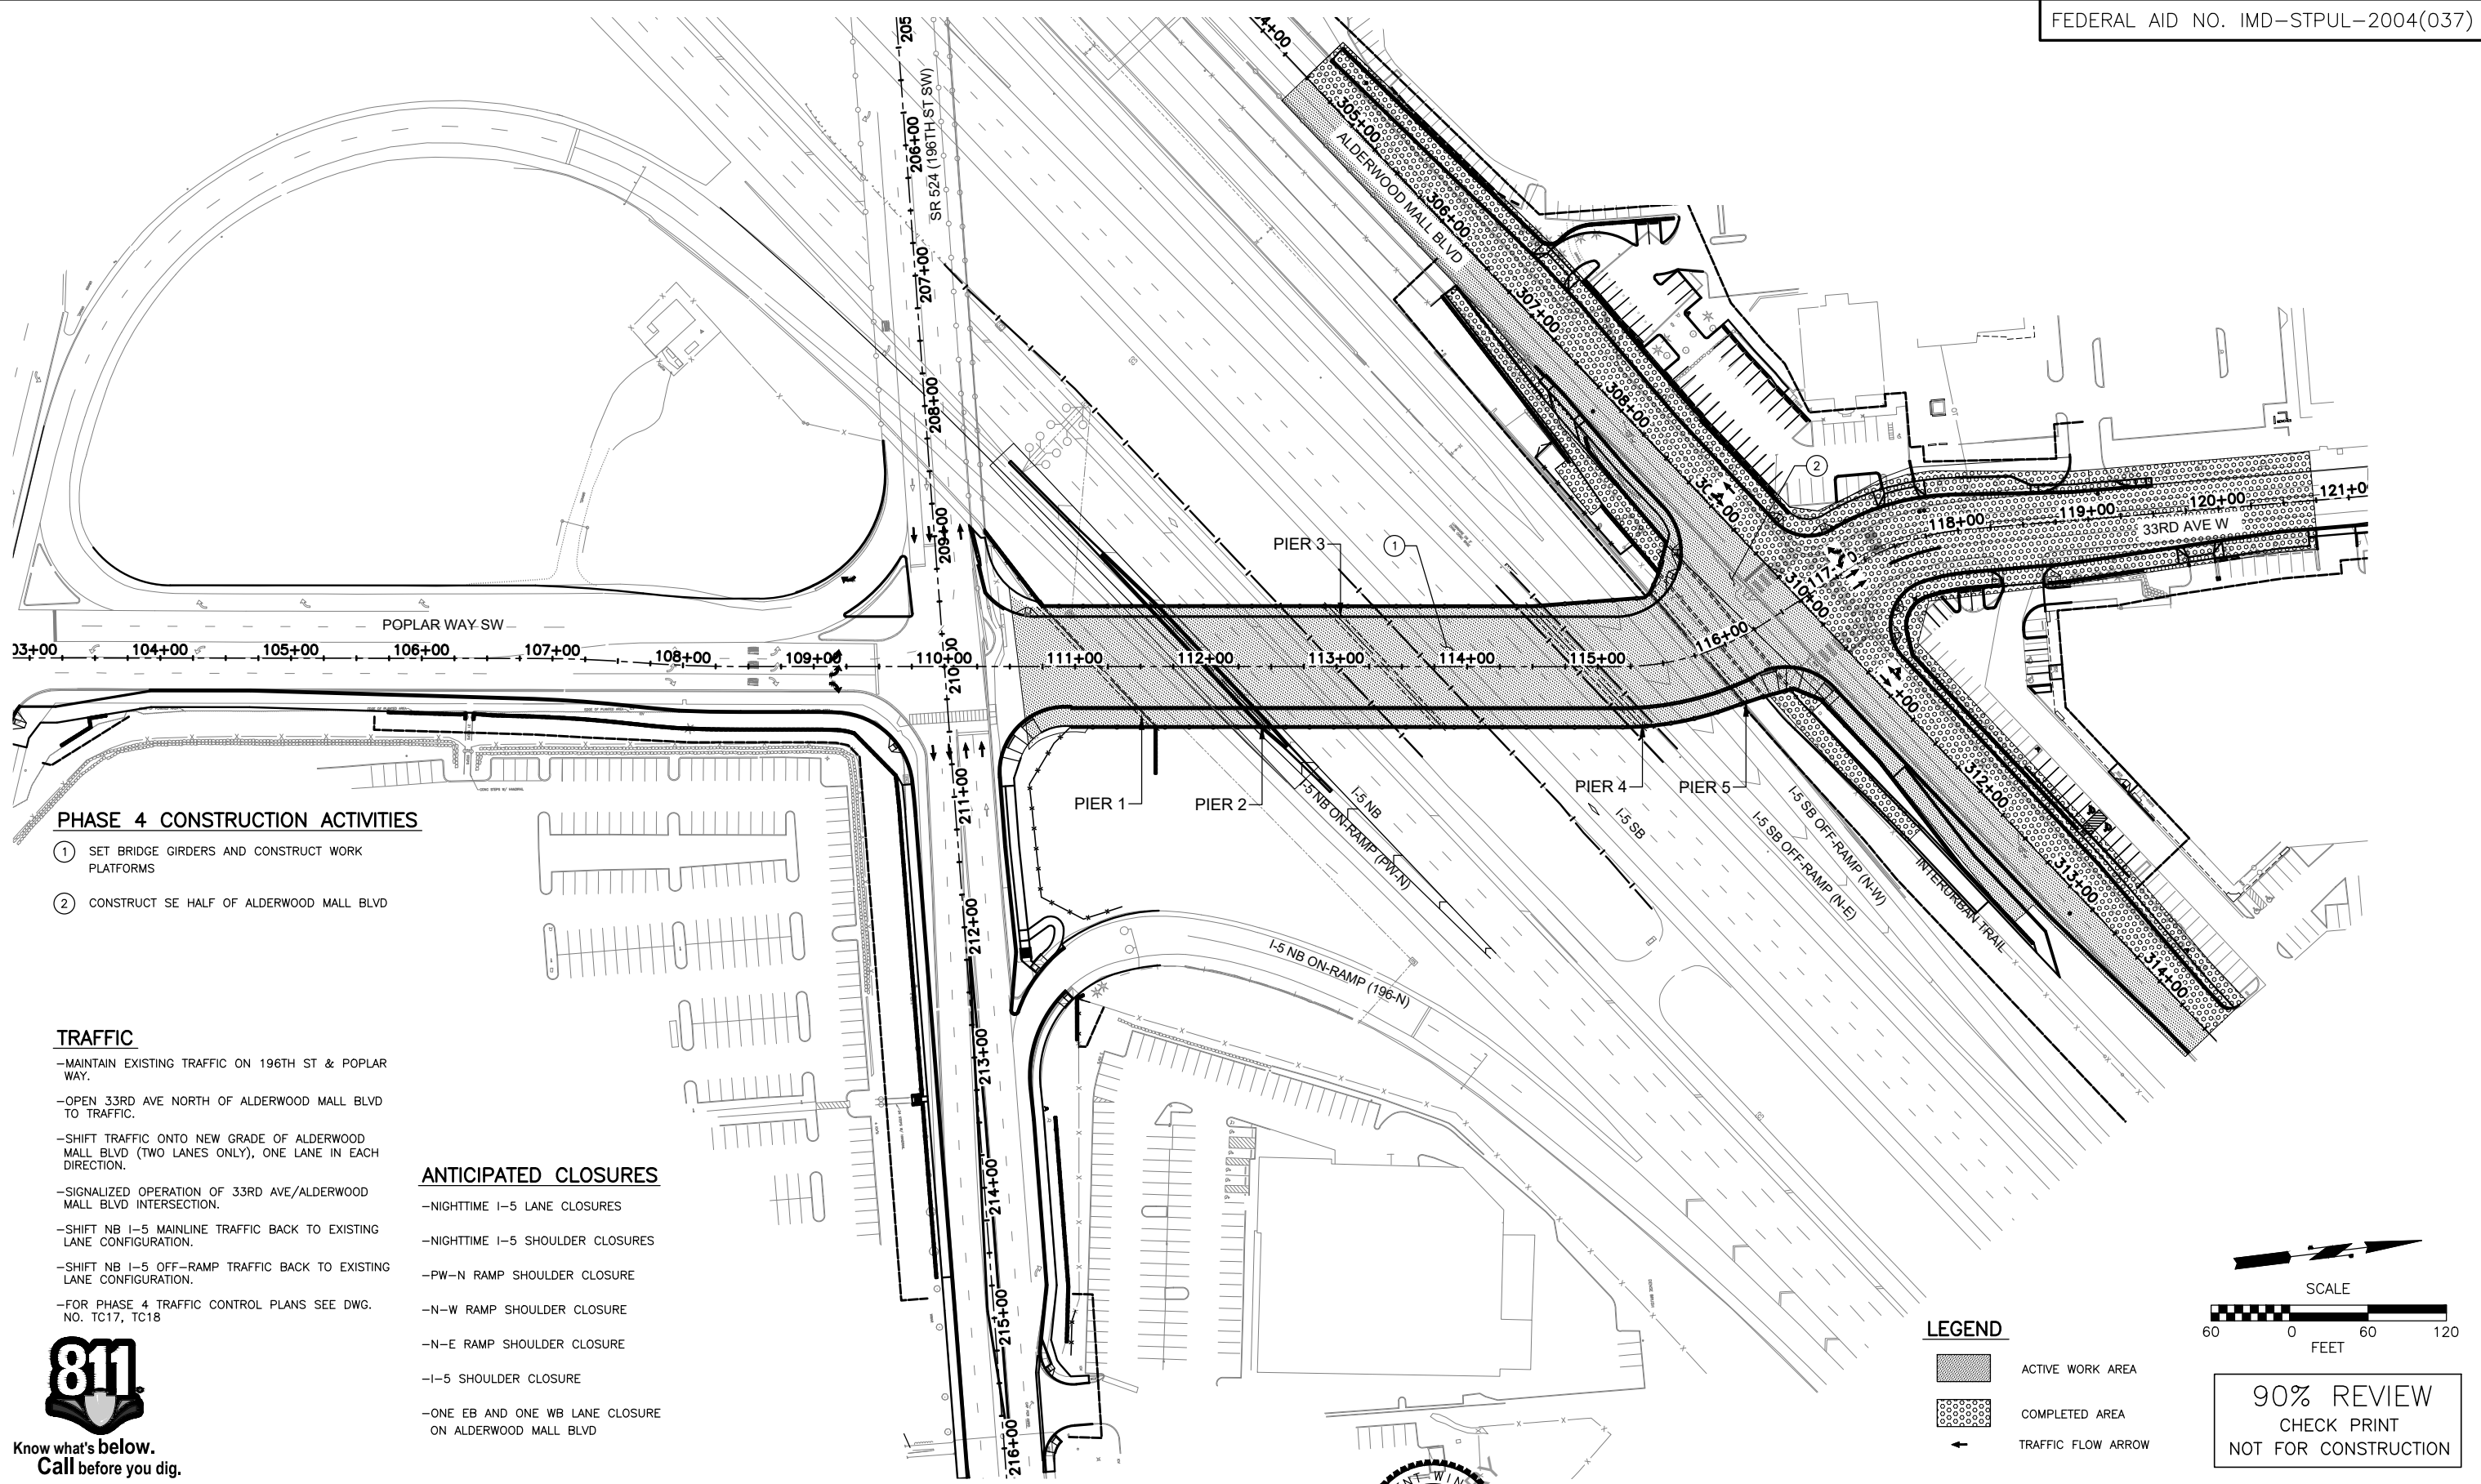 FEDERAL AID NO. IMD-STPUL-2004(037)
205
206+00
SR 524 (196TH ST SW)
207+00
208+00
209+00
210+00
211+00
212+00
213+00
214+00
215+00
216+00
305+00
ALDERWOOD MALL BLVD
306+00
307+00
308+00
310+00
312+00
313+00
314+00
2
118+00
119+00
120+00
121+0
33RD AVE W
PIER 3
1
POPLAR WAY SW
03+00
104+00
105+00
106+00
107+00
108+00
109+00
110+00
111+00
112+00
113+00
114+00
115+00
116+00
PIER 1
PIER 2
PIER 4
PIER 5
I-5 NB
I-5 NB ON-RAMP (PW-N)
I-5 SB
I-5 SB OFF-RAMP (N-W)
I-5 SB OFF-RAMP (N-E)
INTERURBAN TRAIL
I-5 NB ON-RAMP (196-N)
PHASE 4 CONSTRUCTION ACTIVITIES
1 SET BRIDGE GIRDERS AND CONSTRUCT WORK
PLATFORMS
2 CONSTRUCT SE HALF OF ALDERWOOD MALL BLVD
TRAFFIC
-MAINTAIN EXISTING TRAFFIC ON 196TH ST & POPLAR
WAY.
-OPEN 33RD AVE NORTH OF ALDERWOOD MALL BLVD
TO TRAFFIC.
-SHIFT TRAFFIC ONTO NEW GRADE OF ALDERWOOD
MALL BLVD (TWO LANES ONLY), ONE LANE IN EACH
DIRECTION.
-SIGNALIZED OPERATION OF 33RD AVE/ALDERWOOD
MALL BLVD INTERSECTION.
-SHIFT NB I-5 MAINLINE TRAFFIC BACK TO EXISTING
LANE CONFIGURATION.
-SHIFT NB I-5 OFF-RAMP TRAFFIC BACK TO EXISTING
LANE CONFIGURATION.
-FOR PHASE 4 TRAFFIC CONTROL PLANS SEE DWG.
NO. TC17, TC18
ANTICIPATED CLOSURES
-NIGHTTIME I-5 LANE CLOSURES
-NIGHTTIME I-5 SHOULDER CLOSURES
-PW-N RAMP SHOULDER CLOSURE
-N-W RAMP SHOULDER CLOSURE
-N-E RAMP SHOULDER CLOSURE
-I-5 SHOULDER CLOSURE
-ONE EB AND ONE WB LANE CLOSURE
ON ALDERWOOD MALL BLVD
811
Know what's below.
Call before you dig.
LEGEND
ACTIVE WORK AREA
COMPLETED AREA
TRAFFIC FLOW ARROW
SCALE
60 0 60 120
FEET
90% REVIEW
CHECK PRINT
NOT FOR CONSTRUCTION